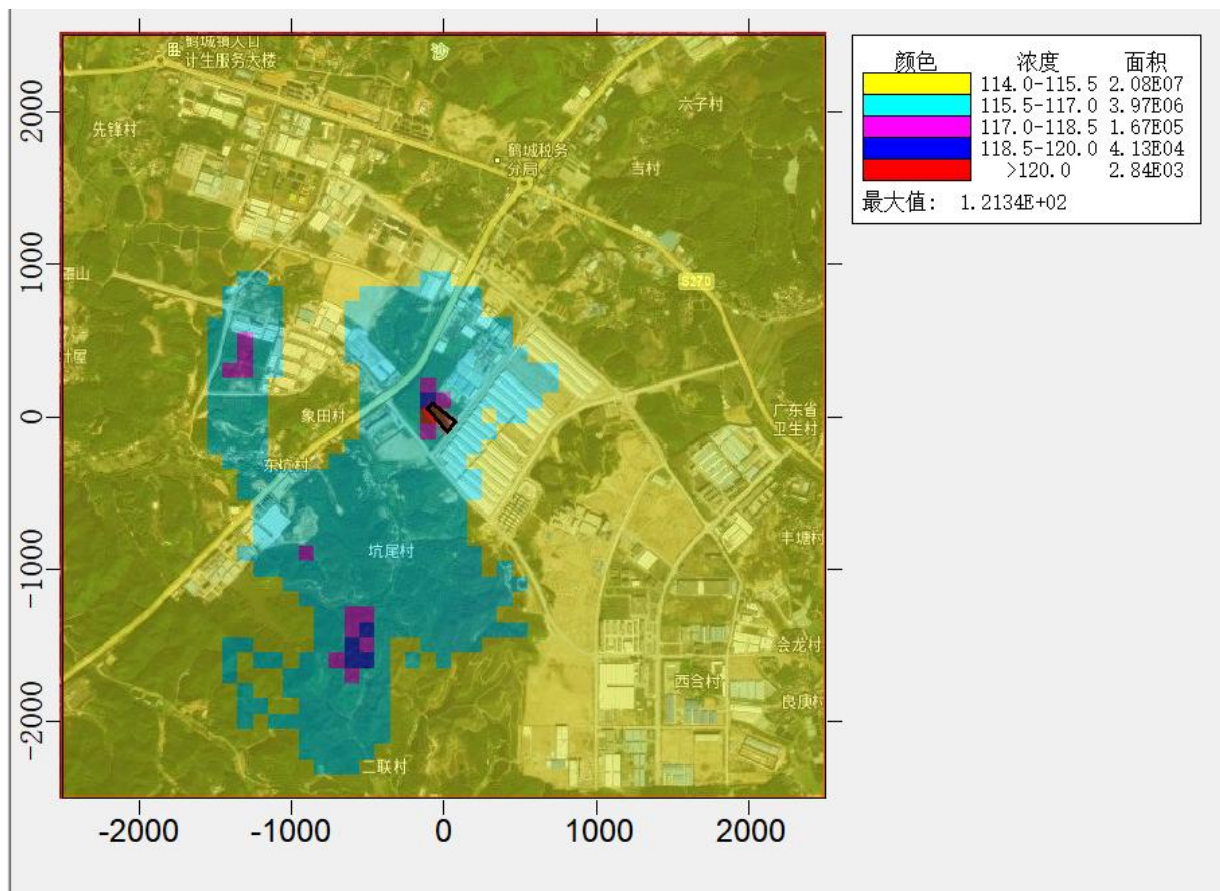 鹤城镇人口
计生服务大楼
六子村
先锋村
鹤城税务
分局
吉村
S270
象田村
广东省
卫生村
东坑村
坑尾村
丰塘村
会龙村
西合村
良庚村
二联村
2000
1000
0
-1000
-2000
-2000
-1000
0
1000
2000
颜色 浓度 面积
114.0-115.5 2.08E07
115.5-117.0 3.97E06
117.0-118.5 1.67E05
118.5-120.0 4.13E04
>120.0 2.84E03
最大值: 1.2134E+02